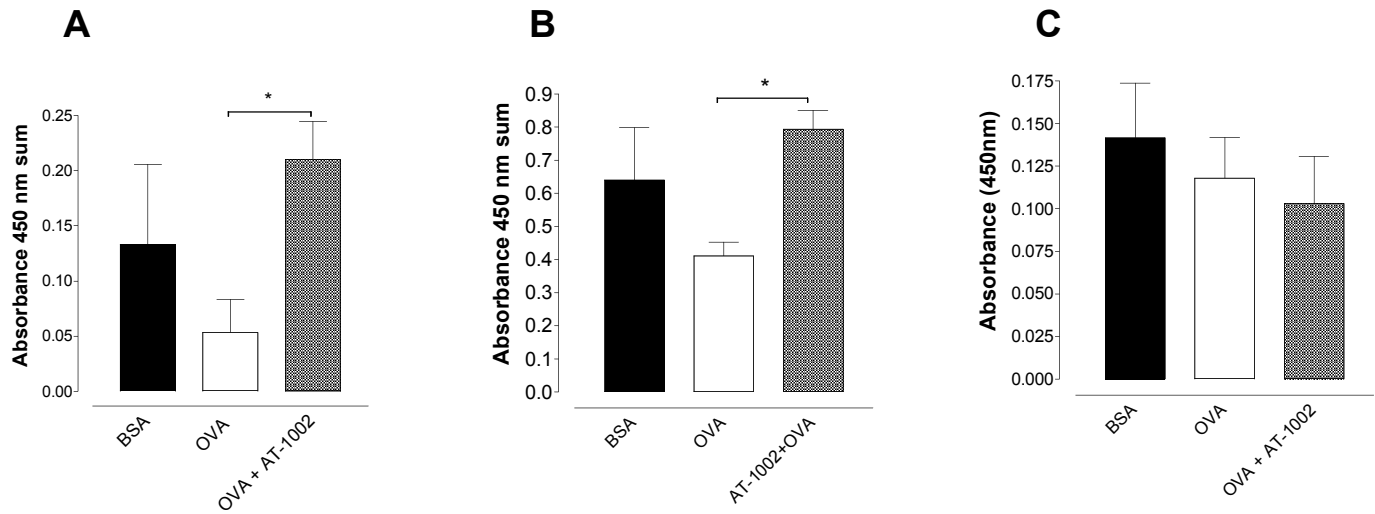 A
Absorbance 450 nm sum
0.25
0.20
0.15
0.10
0.05
0.00
*
BSA
OVA
OVA + AT-1002
B
Absorbance 450 nm sum
0.9
0.8
0.7
0.6
0.5
0.4
0.3
0.2
0.1
0.0
*
BSA
OVA
AT-1002+OVA
C
Absorbance (450nm)
0.175
0.150
0.125
0.100
0.075
0.050
0.025
0.000
BSA
OVA
OVA + AT-1002